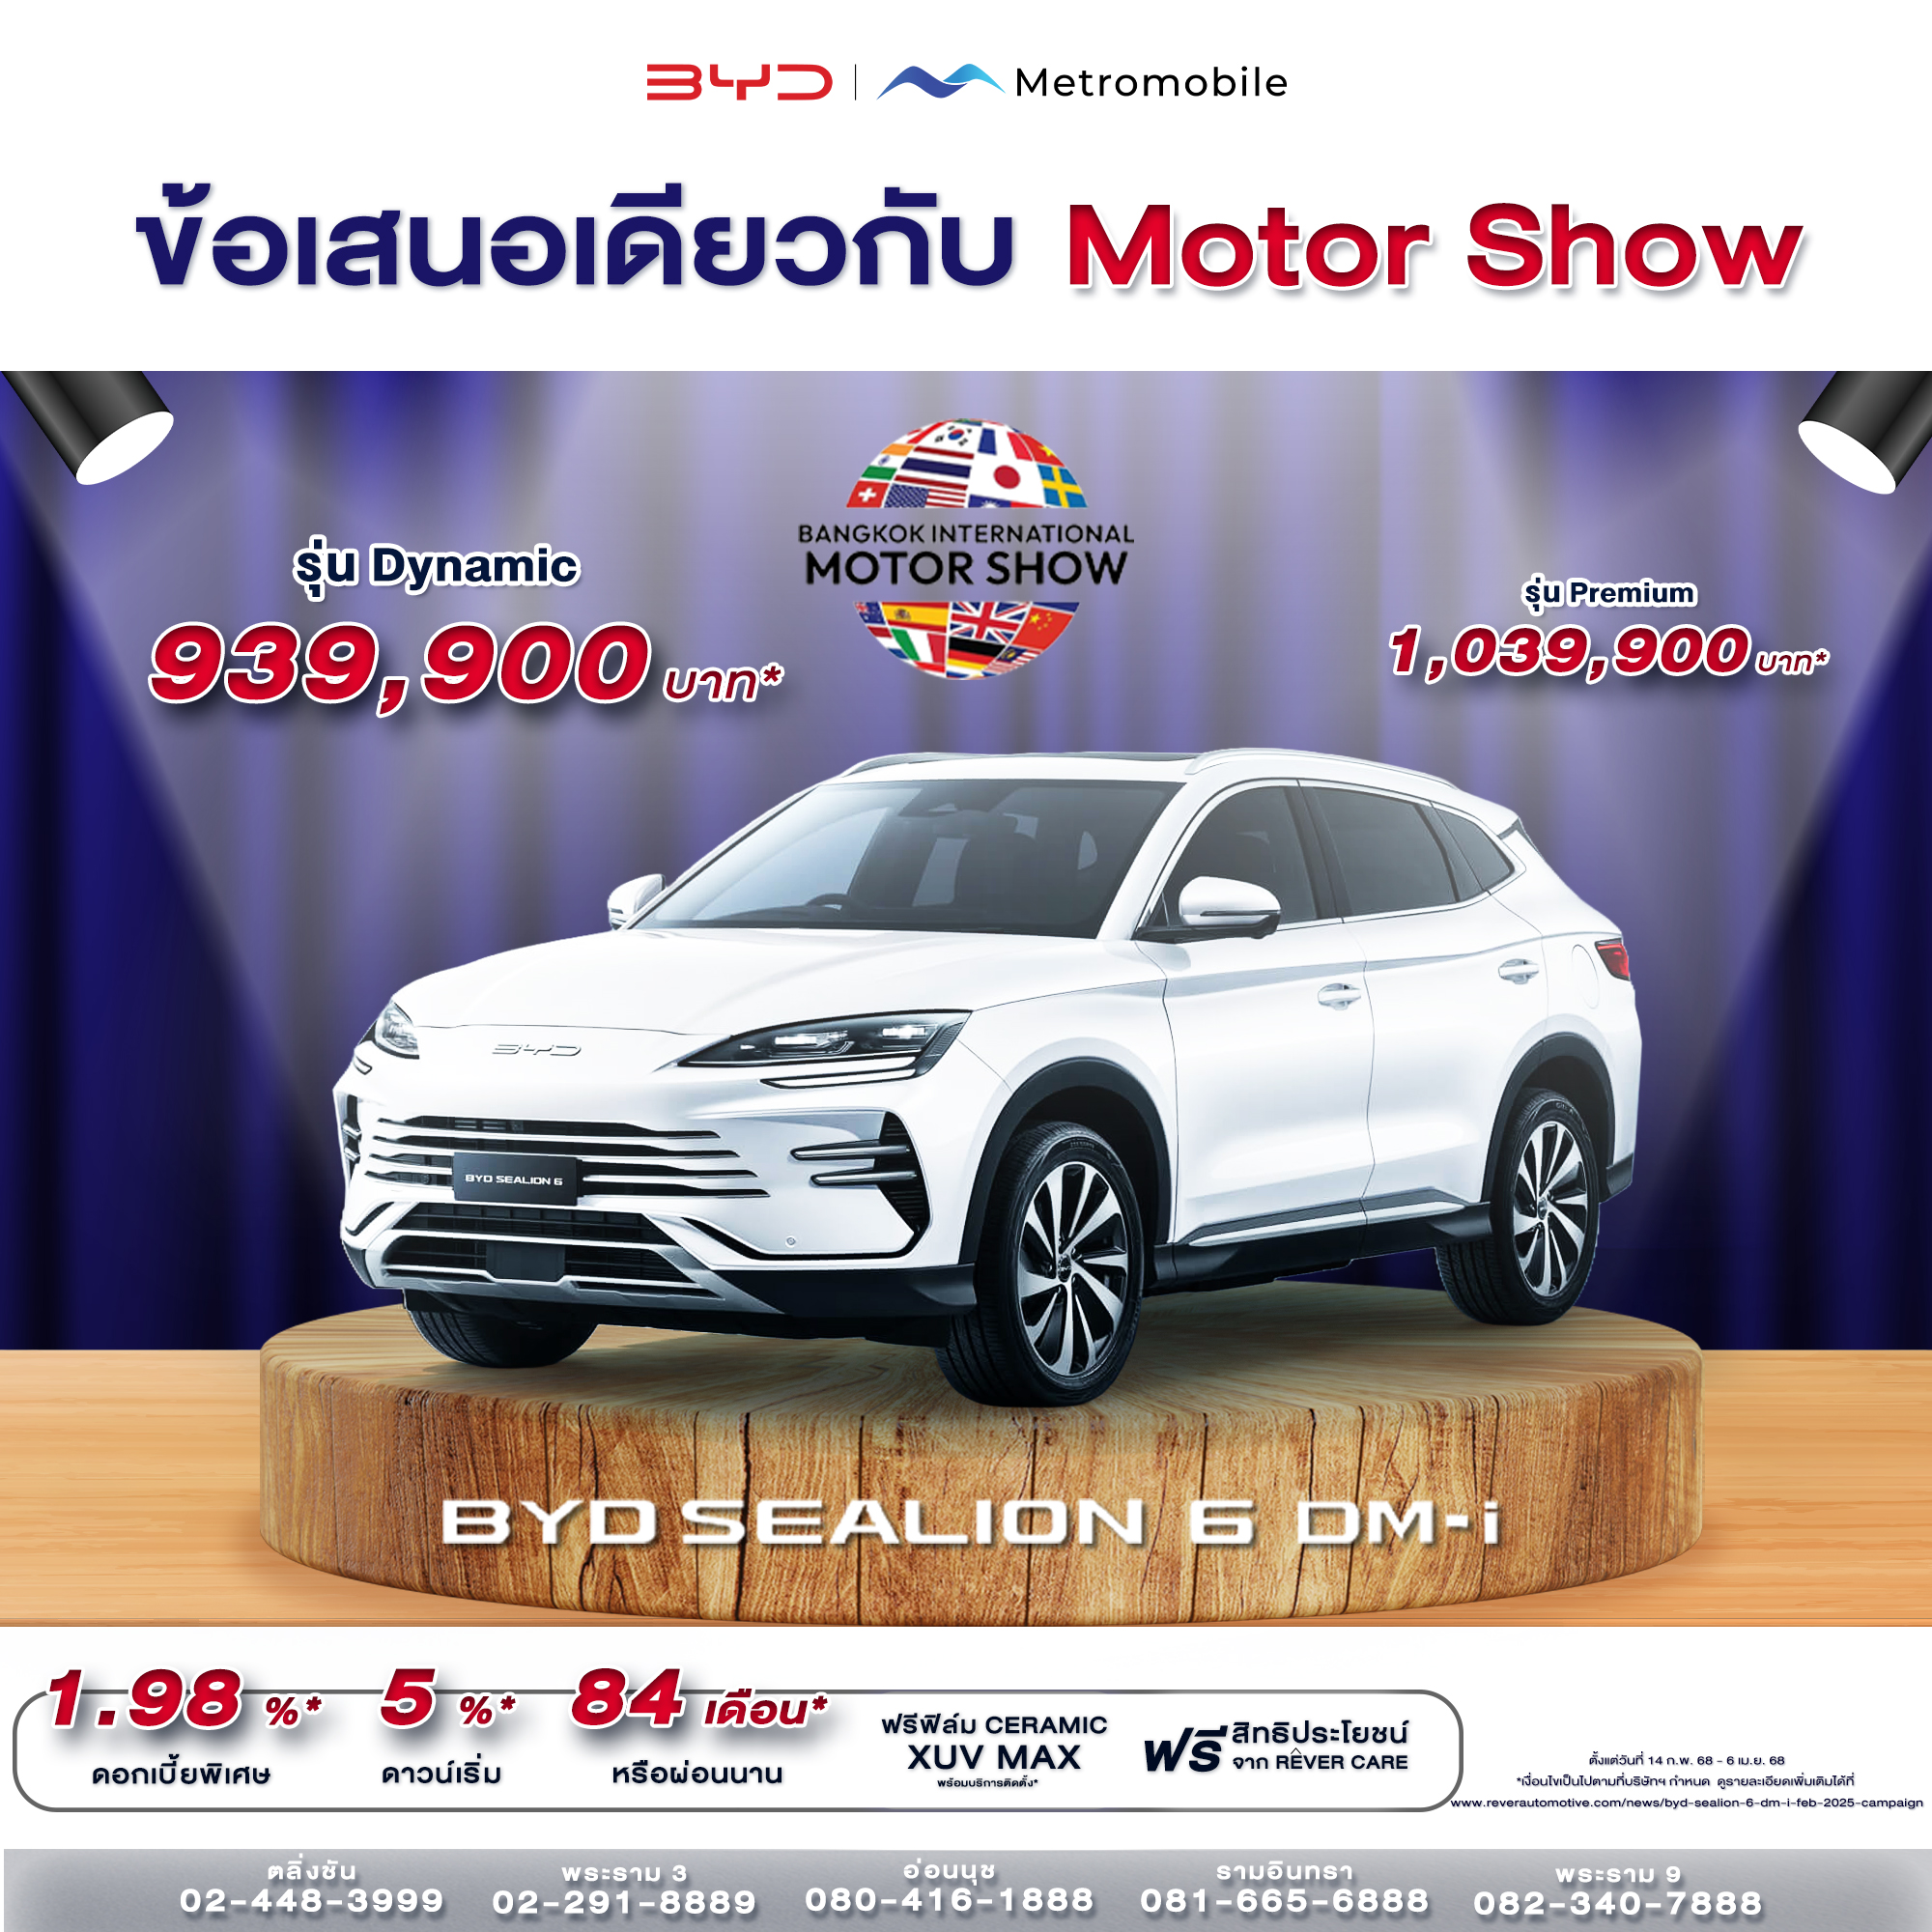 BYD | Metromobile
ข้อเสนอเดียวกับ Motor Show
BANGKOK INTERNATIONAL
MOTOR SHOW
รุ่น Dynamic
939,900 บาท*
รุ่น Premium
1,039,900 บาท*
BYD
BYD SEALION 6
BYD SEALION 6 DM-i
1.98 %*
ดอกเบี้ยพิเศษ
5 %*
ดาวน์เริ่ม
84 เดือน*
หรือผ่อนนาน
ฟรีฟิล์ม CERAMIC
XUV MAX
พร้อมบริการติดตั้ง*
ฟรี สิทธิประโยชน์
จาก RÊVER CARE
ตั้งแต่วันที่ 14 ก.พ. 68 - 6 เม.ย. 68
*เงื่อนไขเป็นไปตามที่บริษัทฯ กำหนด ดูรายละเอียดเพิ่มเติมได้ที่
www.reverautomotive.com/news/byd-sealion-6-dm-i-feb-2025-campaign
ตลิ่งชัน
02-448-3999
พระราม 3
02-291-8889
อ่อนนุช
080-416-1888
รามอินทรา
081-665-6888
พระราม 9
082-340-7888